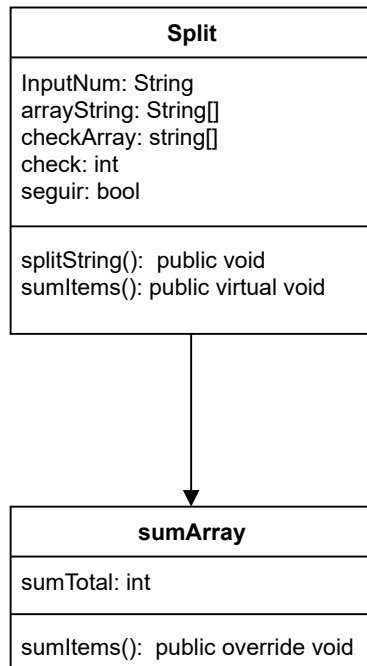 Split
InputNum: String
arrayString: String[]
checkArray: string[]
check: int
seguir: bool
splitString():  public void
sumItems(): public virtual void
sumArray
sumTotal: int
sumItems():  public override void